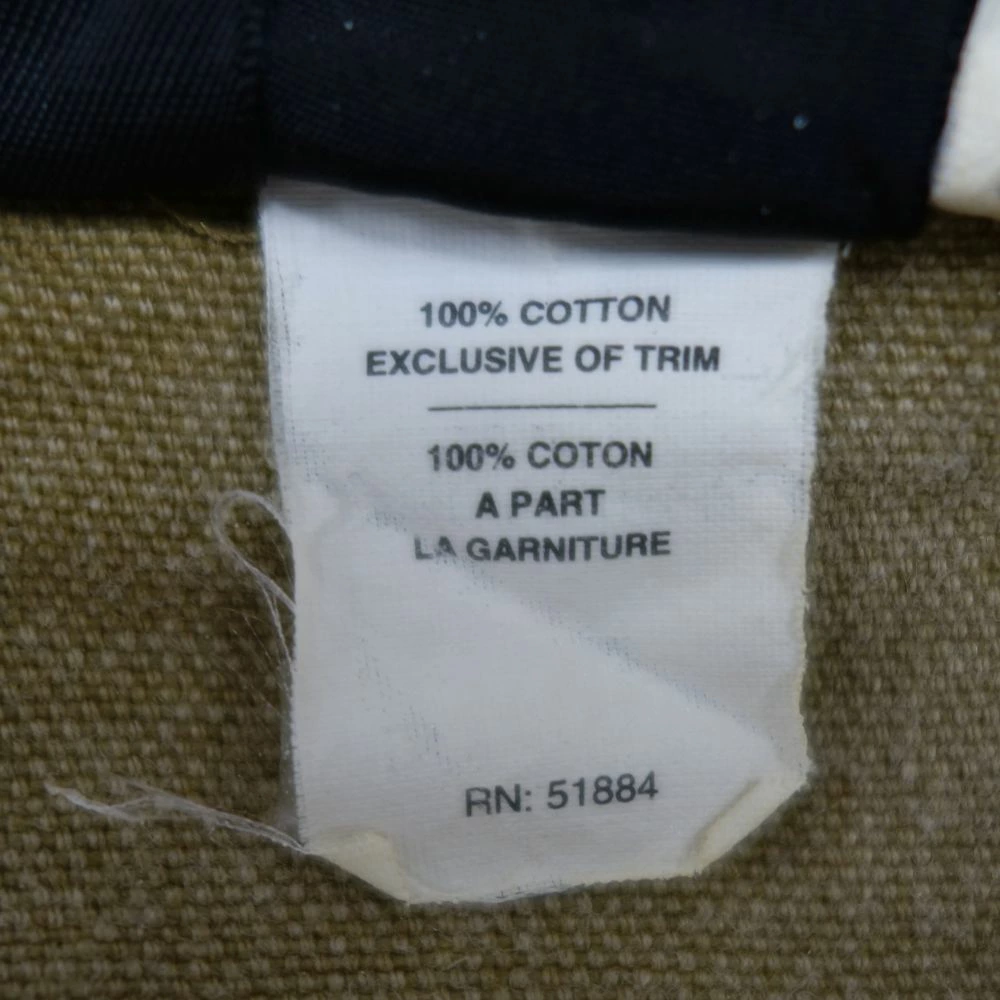 100% COTTON
EXCLUSIVE OF TRIM
100% COTON
A PART
LA GARNITURE
RN: 51884